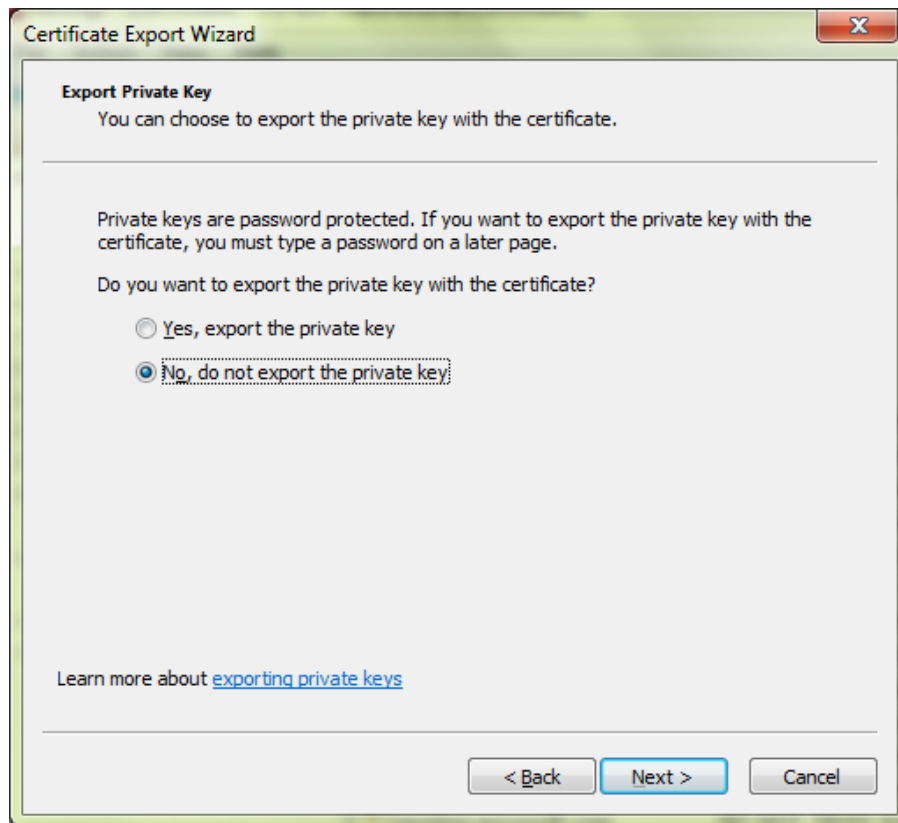 Certificate Export Wizard
Export Private Key
You can choose to export the private key with the certificate.
Private keys are password protected. If you want to export the private key with the
certificate, you must type a password on a later page.
Do you want to export the private key with the certificate?
Yes, export the private key
No, do not export the private key
Learn more about exporting private keys
< Back Next > Cancel